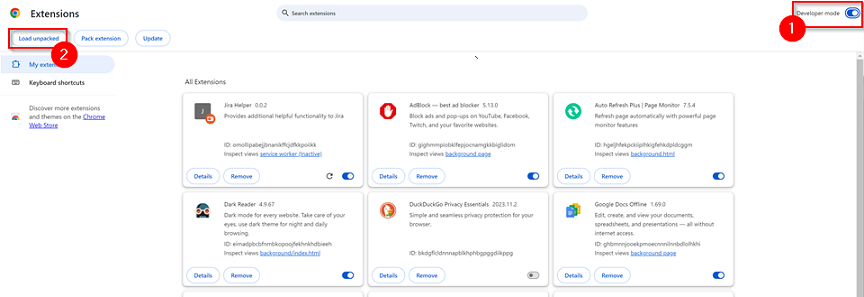 Extensions
Search extensions
Developer mode
1
Load unpacked
Pack extension
Update
2
My exten
Keyboard shortcuts
Discover more extensions
and themes on the Chrome
Web Store
All Extensions
Jira Helper 0.0.2
Provides additional helpful functionality to Jira
Inspect views service worker (Inactive)
Details
Remove
AdBlock — best ad blocker 5.13.0
Block ads and pop-ups on YouTube, Facebook,
Twitch, and your favorite websites.
Inspect views background page
Details
Remove
Auto Refresh Plus | Page Monitor 7.5.4
Refresh page automatically with powerful page
monitor features
Inspect views background.html
Details
Remove
Dark Reader 4.9.67
Dark mode for every website. Take care of your
eyes, use dark theme for night and daily
browsing.
ID: eimadpbcbfnmbkopoojfekhnkhdbieeh
Inspect views background/index.html
Details
Remove
DuckDuckGo Privacy Essentials 2023.11.2
Simple and seamless privacy protection for your
browser.
ID: bkdgflcldnnnapblkhphbgpggdiikppg
Details
Remove
Google Docs Offline 1.69.0
Edit, create, and view your documents,
spreadsheets, and presentations — all without
internet access.
ID: ghbmnnjooekpmoecnnnilnnbdlolhkhi
Inspect views background page
Details
Remove